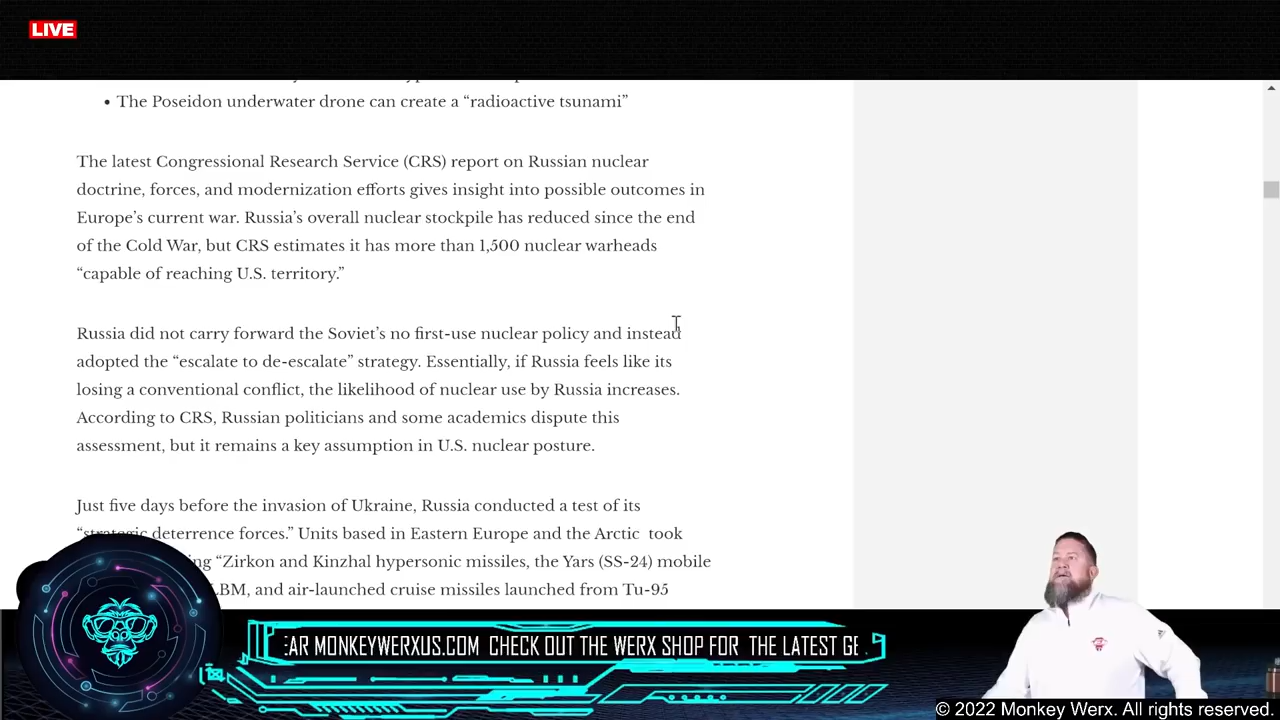 LIVE
• The Poseidon underwater drone can create a “radioactive tsunami”
The latest Congressional Research Service (CRS) report on Russian nuclear
doctrine, forces, and modernization efforts gives insight into possible outcomes in
Europe’s current war. Russia’s overall nuclear stockpile has reduced since the end
of the Cold War, but CRS estimates it has more than 1,500 nuclear warheads
“capable of reaching U.S. territory.”
Russia did not carry forward the Soviet’s no first-use nuclear policy and instead
adopted the “escalate to de-escalate” strategy. Essentially, if Russia feels like its
losing a conventional conflict, the likelihood of nuclear use by Russia increases.
According to CRS, Russian politicians and some academics dispute this
assessment, but it remains a key assumption in U.S. nuclear posture.
Just five days before the invasion of Ukraine, Russia conducted a test of its
“strategic deterrence forces.” Units based in Eastern Europe and the Arctic took
“Zirkon and Kinzhal hypersonic missiles, the Yars (SS-24) mobile
LBM, and air-launched cruise missiles launched from Tu-95
EAR MONKEYWERXUS.COM CHECK OUT THE WERX SHOP FOR THE LATEST GE
© 2022 Monkey Werx. All rights reserved.